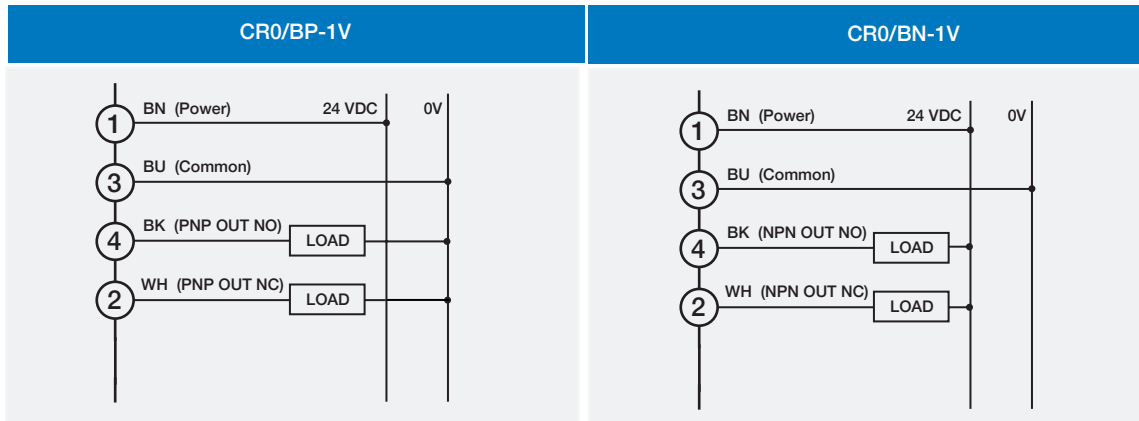 CR0/BP-1V
BN (Power) 24 VDC 0V
1
BU (Common)
3
BK (PNP OUT NO)
4 LOAD
WH (PNP OUT NC)
2 LOAD
CR0/BN-1V
BN (Power) 24 VDC 0V
1
BU (Common)
3
BK (NPN OUT NO)
4 LOAD
WH (NPN OUT NC)
2 LOAD